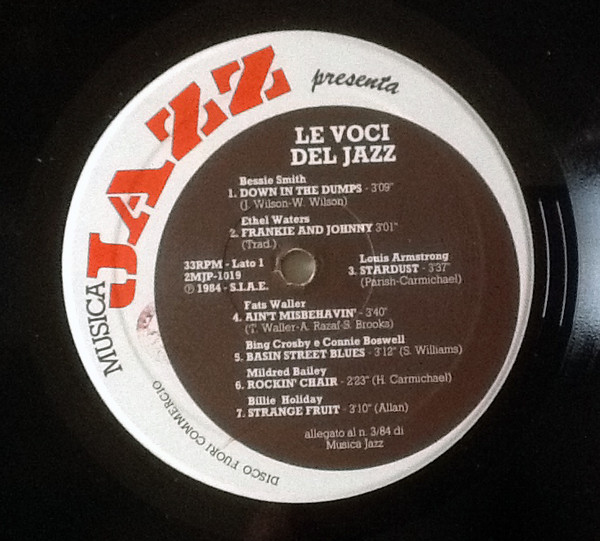 MUSICA
JAZZ
presenta
LE VOCI
DEL JAZZ
Bessie Smith
1. DOWN IN THE DUMPS - 3'09"
(J. Wilson-W. Wilson)
Ethel Waters
2. FRANKIE AND JOHNNY 3'01"
(Trad.)
33RPM - Lato 1
2MJP-1019
℗ 1984 - S.I.A.E.
Louis Armstrong
3. STARDUST - 3'37"
(Parish-Carmichael)
Fats Waller
4. AIN'T MISBEHAVIN' - 3'40"
(T. Waller-A. Razaf-S. Brooks)
Bing Crosby e Connie Boswell
5. BASIN STREET BLUES - 3'12" (S. Williams)
Mildred Bailey
6. ROCKIN' CHAIR - 2'23" (H. Carmichael)
Billie Holiday
7. STRANGE FRUIT - 3'10" (Allan)
allegato al n. 3/84 di
Musica Jazz
DISCO FUORI COMMERCIO